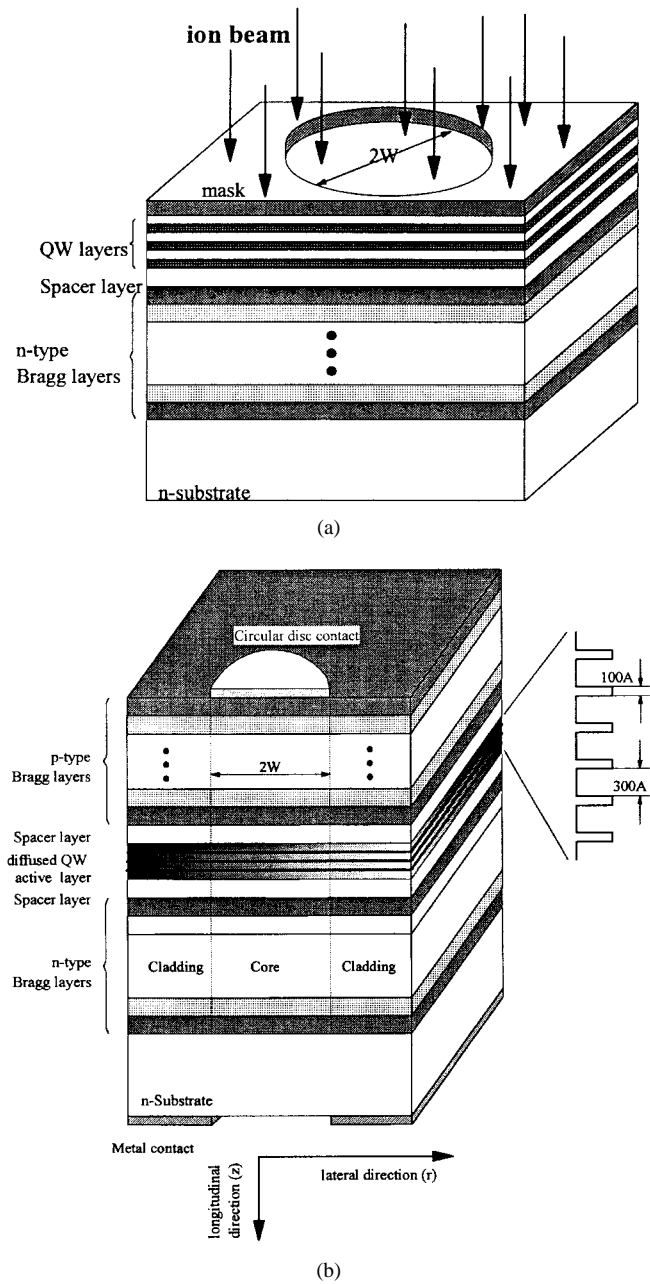 ion beam
2W
mask
QW layers
Spacer layer
n-type
Bragg layers
n-substrate
(a)
Circular disc contact
100A
300A
p-type
Bragg layers
2W
Spacer layer
diffused QW
active layer
Spacer layer
n-type
Bragg layers
Cladding
Core
Cladding
n-Substrate
Metal contact
longitudinal
direction (z)
lateral direction (r)
(b)